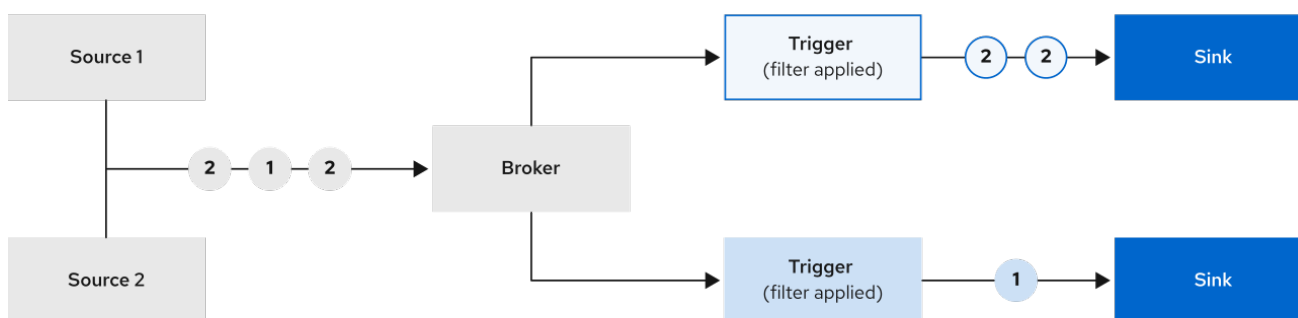 Source 1
Trigger
(filter applied)
2
2
Sink
2
1
2
Broker
Source 2
Trigger
(filter applied)
1
Sink